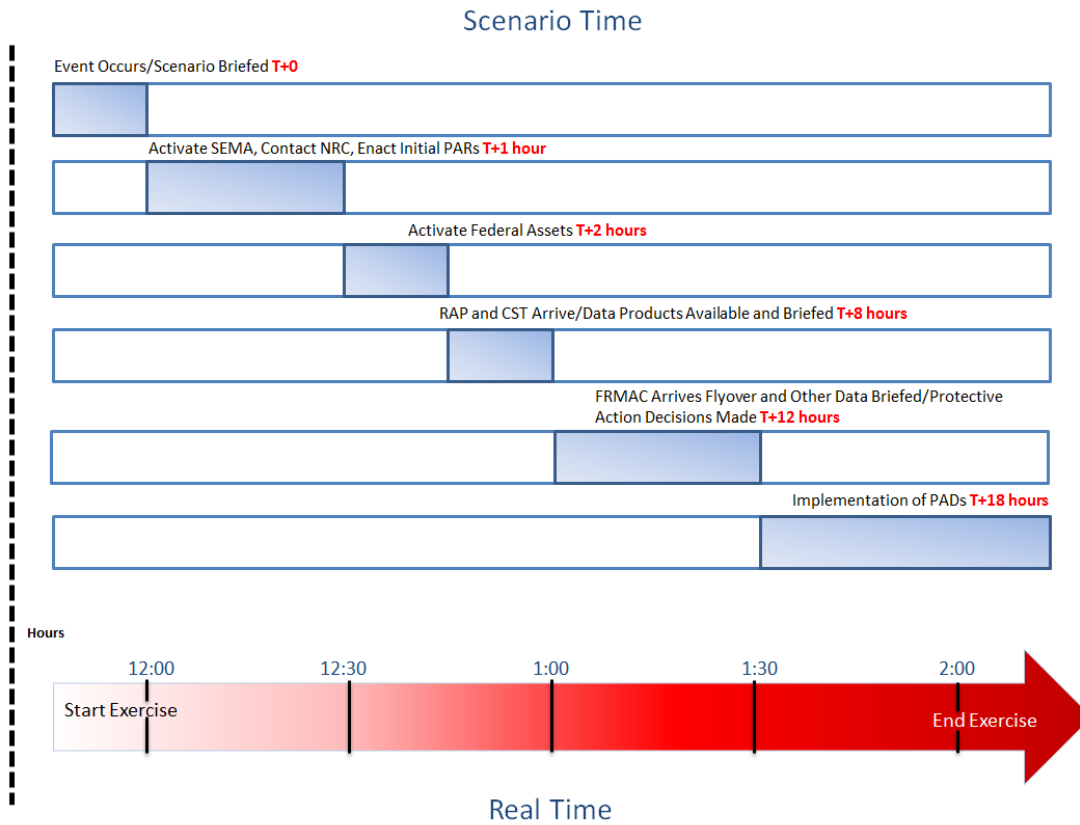 Scenario Time
Event Occurs/Scenario Briefed T+0
Activate SEMA, Contact NRC, Enact Initial PARs T+1 hour
Activate Federal Assets T+2 hours
RAP and CST Arrive/Data Products Available and Briefed T+8 hours
FRMAC Arrives Flyover and Other Data Briefed/Protective
Action Decisions Made T+12 hours
Implementation of PADs T+18 hours
Hours
12:00 12:30 1:00 1:30 2:00
Start Exercise End Exercise
Real Time